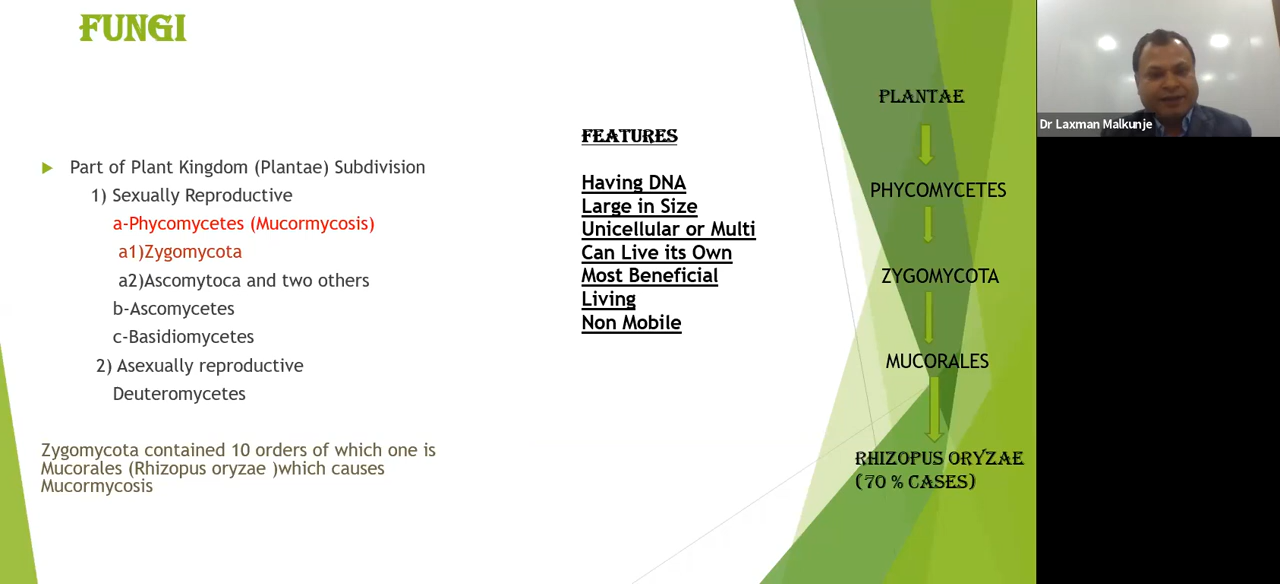 FUNGI
Part of Plant Kingdom (Plantae) Subdivision
1) Sexually Reproductive
a-Phycomycetes (Mucormycosis)
a1)Zygomycota
a2)Ascomytoca and two others
b-Ascomycetes
c-Basidiomycetes
2) Asexually reproductive
Deuteromycetes
Zygomycota contained 10 orders of which one is
Mucorales (Rhizopus oryzae )which causes
Mucormycosis
FEATURES
Having DNA
Large in Size
Unicellular or Multi
Can Live its Own
Most Beneficial
Living
Non Mobile
PLANTAE
PHYCOMYCETES
ZYGOMYCOTA
MUCORALES
RHIZOPUS ORYZAE
(70 % CASES)
Dr Laxman Malkunje